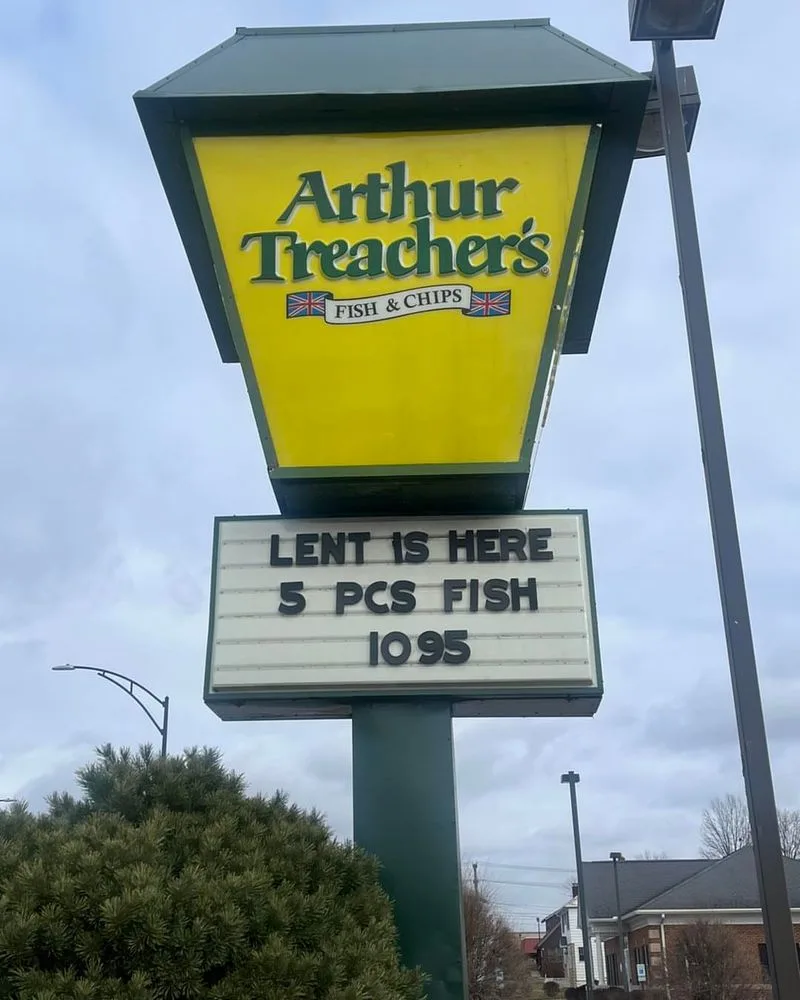 Arthur
Treacher's
FISH & CHIPS
LENT IS HERE
5 PCS FISH
1095